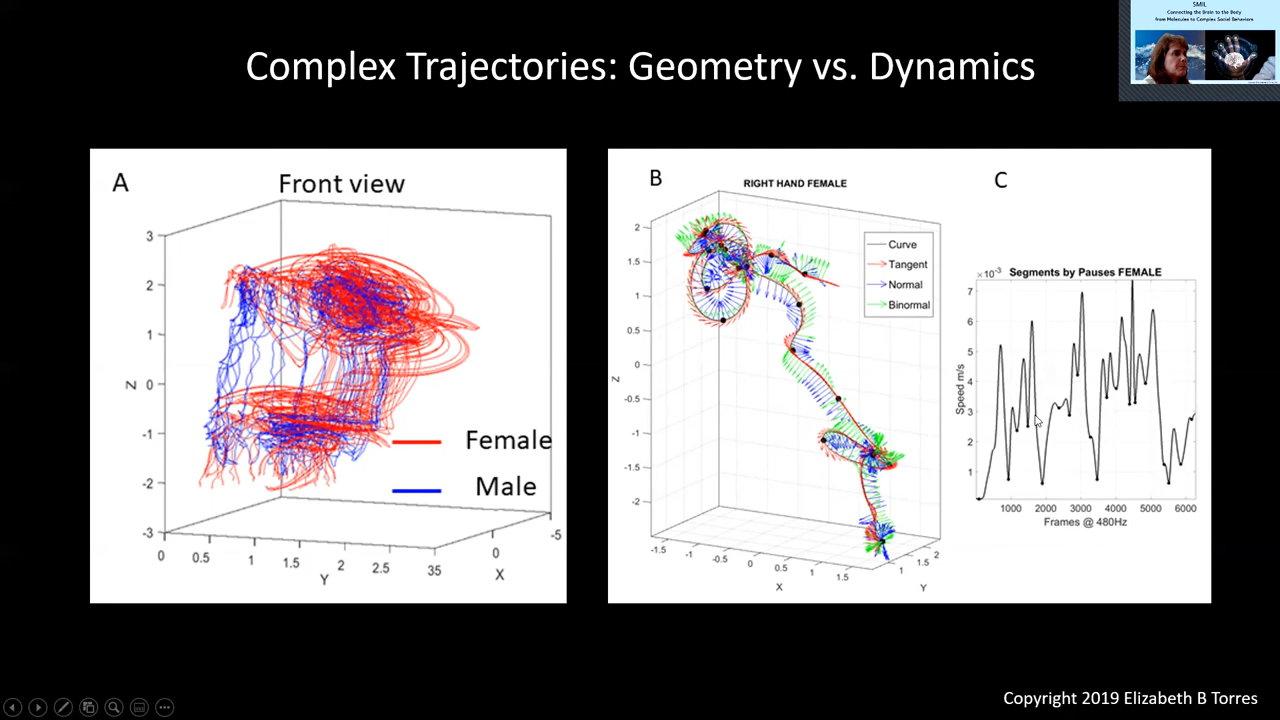 SMIL
Connecting the Brain to the Body
from Molecules to Complex Social Behaviors
Complex Trajectories: Geometry vs. Dynamics
A
Front view
3
2
1
0
-1
-2
-3
Z
0
0.5
1
1.5
2
2.5
35
Y
-5
0
X
Female
Male
B
RIGHT HAND FEMALE
2
1.5
1
0.5
0
-0.5
-1
-1.5
-2
Z
Curve
Tangent
Normal
Binormal
-1.5
-1
-0.5
0
0.5
1
1.5
X
1
1.5
2
Y
C
×10⁻³
Segments by Pauses FEMALE
7
6
5
4
3
2
1
Speed m/s
1000 2000 3000 4000 5000 6000
Frames @ 480Hz
Copyright 2019 Elizabeth B Torres